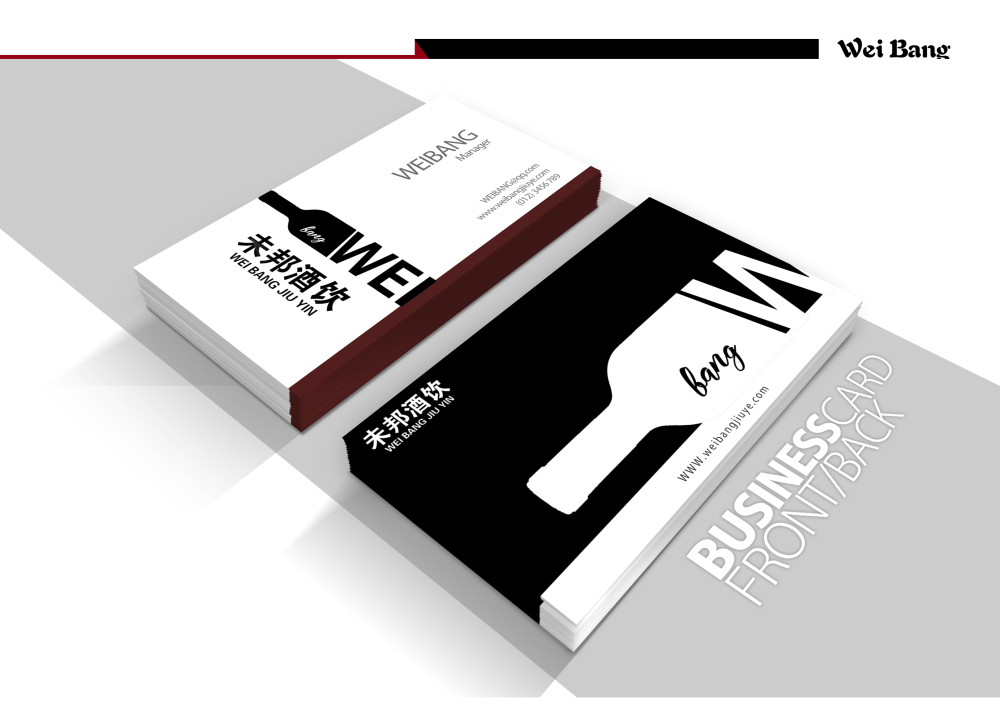 Wei Bang
WEIBANG
Manager
WEIBANG@qq.com
www.weibangjiuye.com
(012) 3456 789
bang
WEI
未邦酒饮
WEI BANG JIU YIN
W
bang
www.weibangjiuye.com
未邦酒饮
WEI BANG JIU YIN
BUSINESSCARD
FRONT/BACK